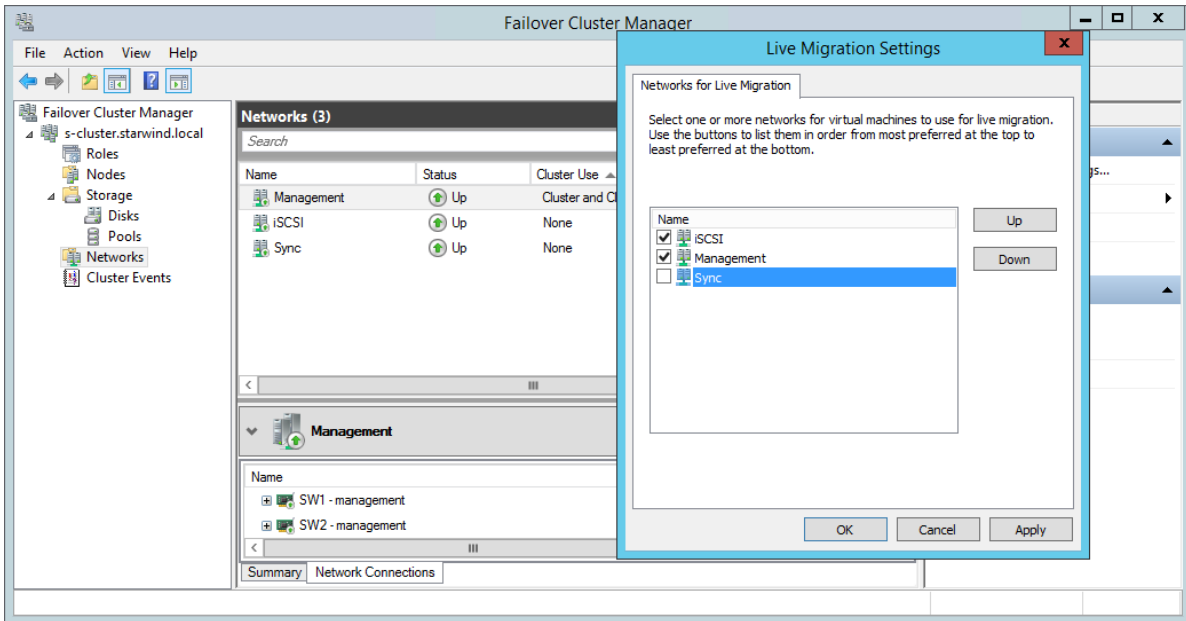 Failover Cluster Manager
File Action View Help
Failover Cluster Manager
s-cluster.starwind.local
Roles
Nodes
Storage
Disks
Pools
Networks
Cluster Events
Networks (3)
Search
Name Status Cluster Use
Management Up Cluster and Cl
iSCSI Up None
Sync Up None
Management
Name
SW1 - management
SW2 - management
Summary Network Connections
Live Migration Settings
x
Networks for Live Migration
Select one or more networks for virtual machines to use for live migration.
Use the buttons to list them in order from most preferred at the top to
least preferred at the bottom.
Name
iSCSI
Management
Sync
Up
Down
OK Cancel Apply